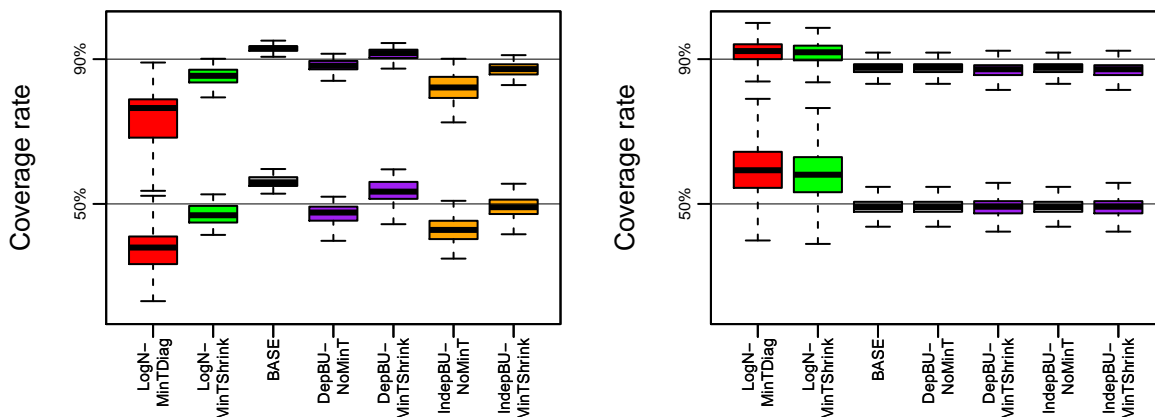 Coverage rate
90%
50%
LogN−
MinTDiag
LogN−
MinTShrink
BASE
DepBU−
NoMinT
DepBU−
MinTShrink
IndepBU−
NoMinT
IndepBU−
MinTShrink
Coverage rate
90%
50%
LogN−
MinTDiag
LogN−
MinTShrink
BASE
DepBU−
NoMinT
DepBU−
MinTShrink
IndepBU−
NoMinT
IndepBU−
MinTShrink